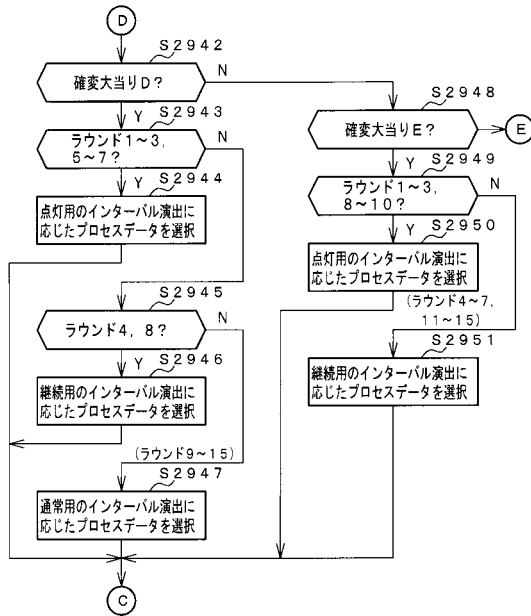 D
S2942
確変大当りD?
N
Y
S2943
ラウンド1~3,
5~7?
N
Y
S2944
点灯用のインターバル演出に
応じたプロセスデータを選択
S2945
ラウンド4, 8?
N
Y
S2946
継続用のインターバル演出に
応じたプロセスデータを選択
(ラウンド9~15)
S2947
通常用のインターバル演出に
応じたプロセスデータを選択
C
S2948
確変大当りE?
E
Y
S2949
ラウンド1~3,
8~10?
N
Y
S2950
点灯用のインターバル演出に
応じたプロセスデータを選択
(ラウンド4~7,
11~15)
S2951
継続用のインターバル演出に
応じたプロセスデータを選択